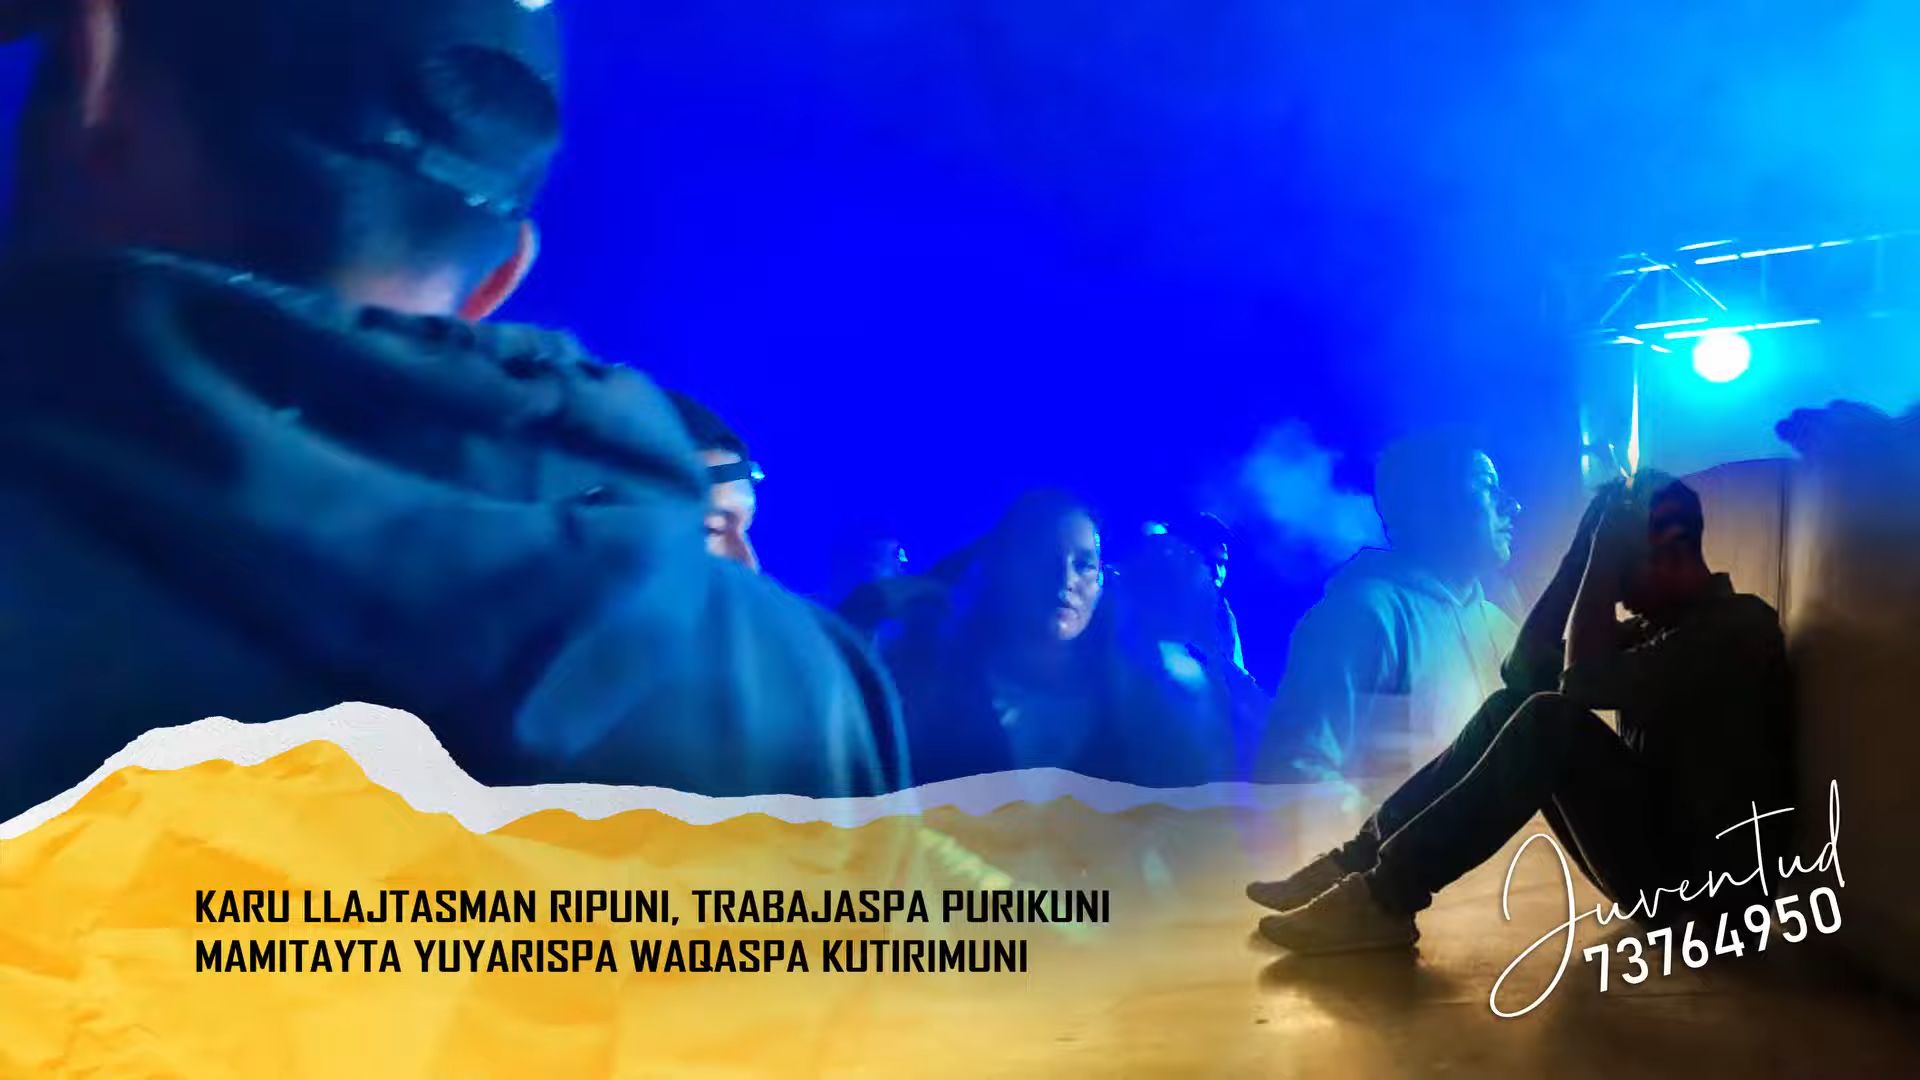 KARU LLAJTASMAN RIPUNI, TRABAJASPA PURIKUNI
MAMITAYTA YUYARISPA WAQASPA KUTIRIMUNI
Juventud
73764950